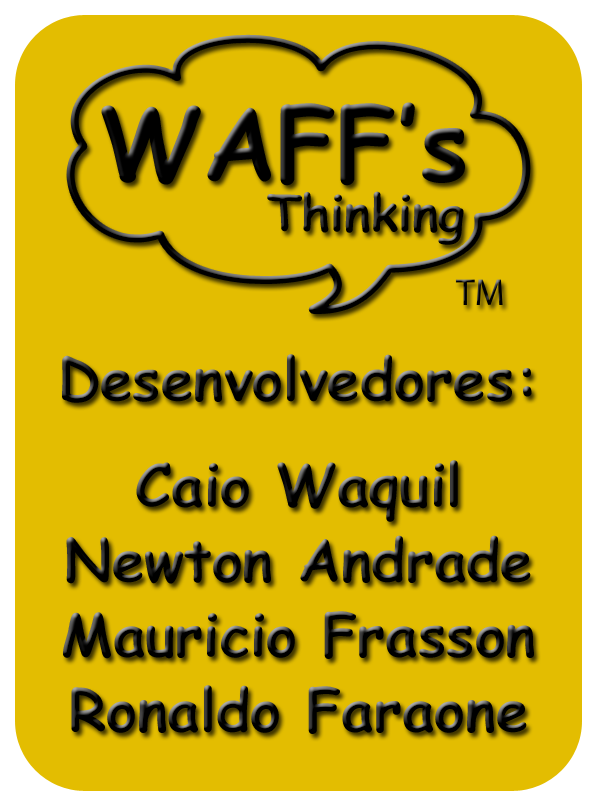 WAFF's
Thinking
TM
Desenvolvedores:
Caio Waquil
Newton Andrade
Mauricio Frasson
Ronaldo Faraone